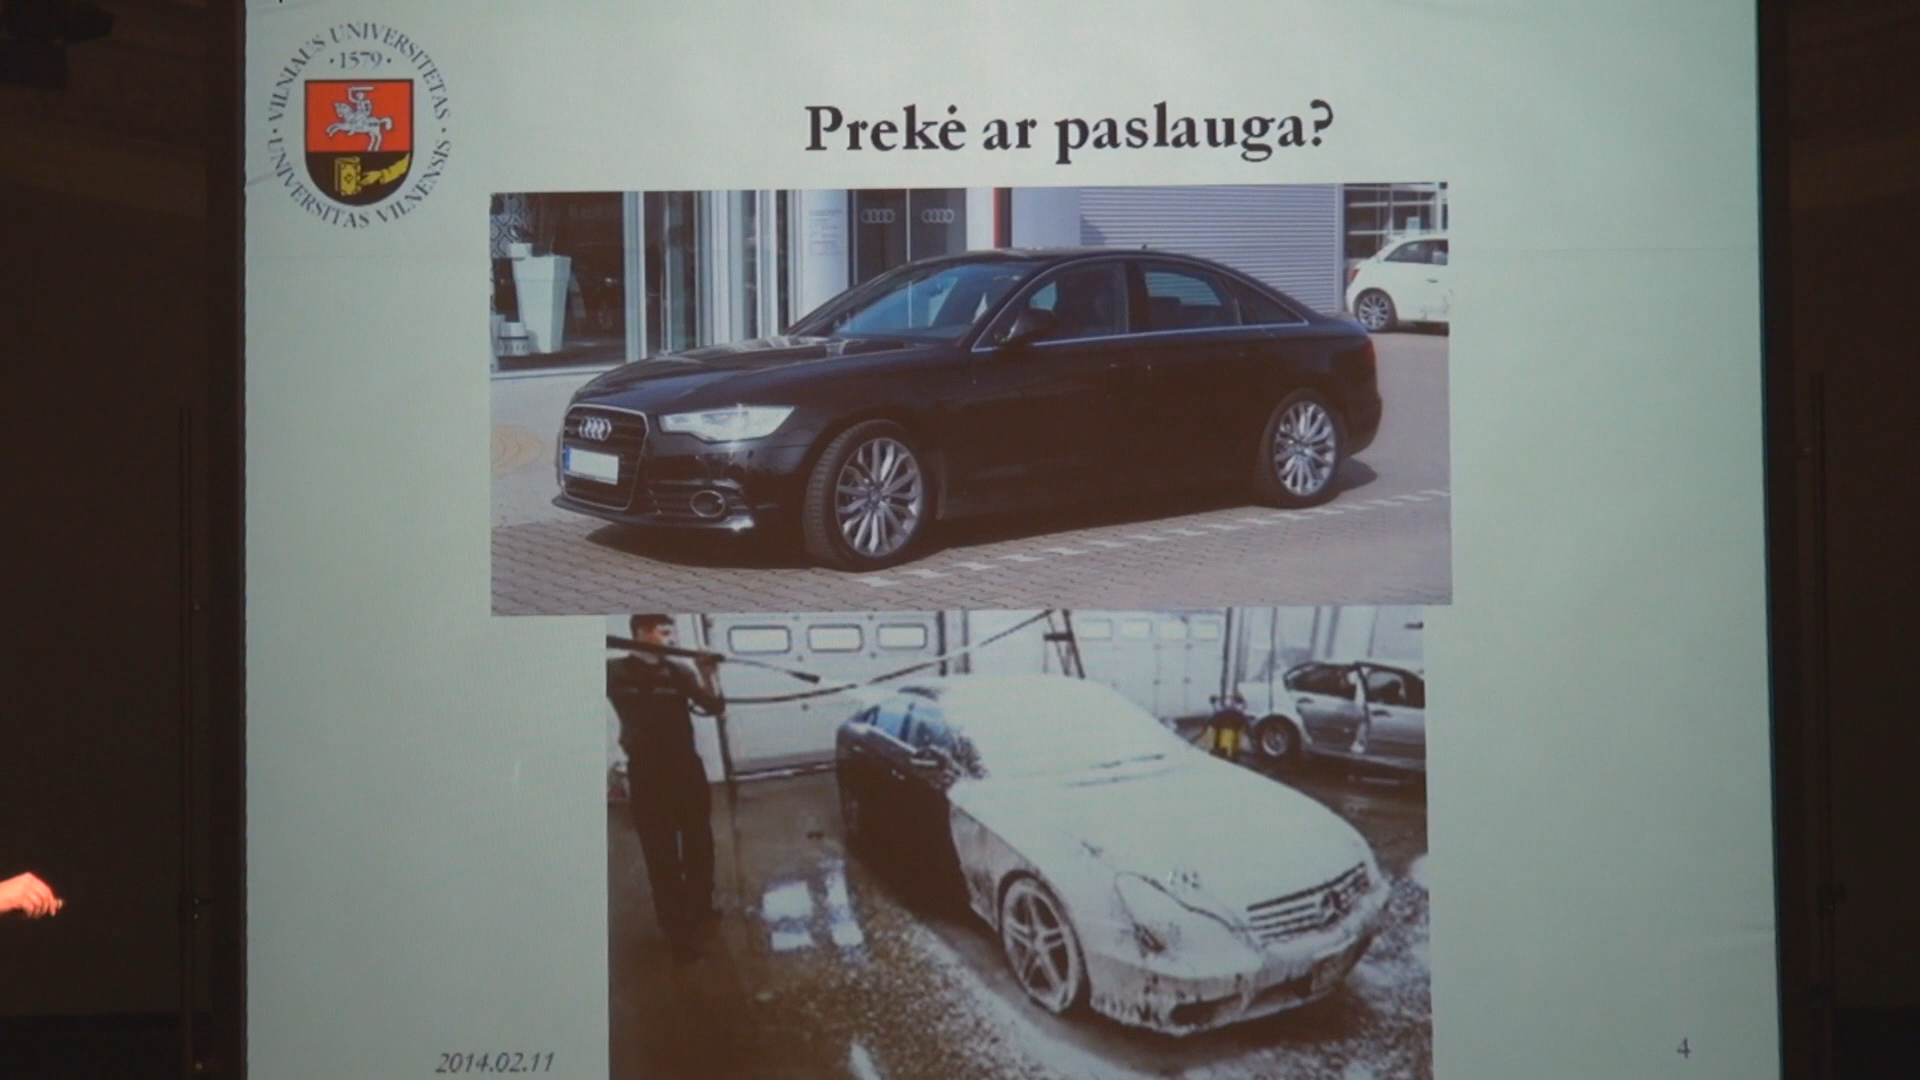 VILNIAUS UNIVERSITETAS
· 1579 ·
UNIVERSITAS VILNENSIS
Prekė ar paslauga?
2014.02.11
4